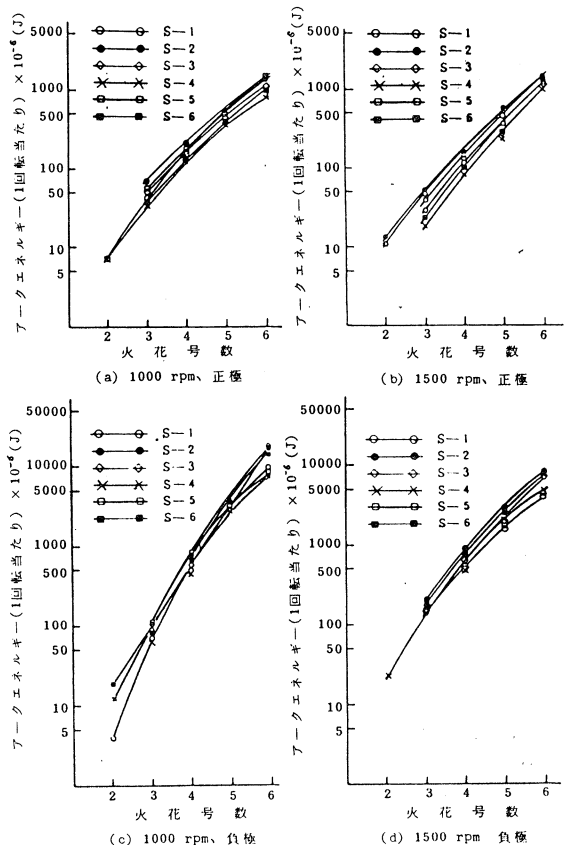 アークエネルギー(1回転当たり) ×10⁻⁶(J)
5000
1000
500
100
50
10
5
S-1
S-2
S-3
S-4
S-5
S-6
2 3 4 5 6
火花号数
(a) 1000 rpm、正極
アークエネルギー(1回転当たり) ×10⁻⁶(J)
5000
1000
500
100
50
10
5
S-1
S-2
S-3
S-4
S-5
S-6
2 3 4 5 6
火花号数
(b) 1500 rpm、正極
アークエネルギー(1回転当たり) ×10⁻⁶(J)
50000
10000
5000
1000
500
100
50
10
5
S-1
S-2
S-3
S-4
S-5
S-6
2 3 4 5 6
火花号数
(c) 1000 rpm、負極
アークエネルギー(1回転当たり) ×10⁻⁶(J)
50000
10000
5000
1000
500
100
50
10
5
S-1
S-2
S-3
S-4
S-5
S-6
2 3 4 5 6
火花号数
(d) 1500 rpm 負極